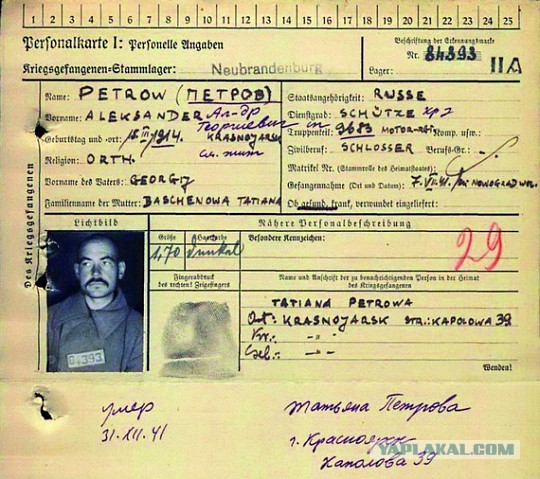 1 2 3 4 5 6 7 8 9 10 11 12 13 14 15 16 17 18 19 20 21 22 23 24 25
Personalkarte I: Personelle Angaben
Kriegsgefangenen-Stammlager: Neubrandenburg
Beschriftung der Erkennungsmarke
Nr. 84393
Lager: II A
Des Kriegsgefangenen
Name: PETROW (ПЕТРОВ)
Vorname: ALEKSANDER Ал-др
Георгиевич
Geburtstag und -ort: 1914. KRASNOJARSK
Religion: ORTH.
Vorname des Vaters: GEORGIJ
Familienname der Mutter: BASCHENOWA TATIANA
Staatsangehörigkeit: RUSSE
Dienstgrad: SCHÜTZE
Truppenteil: 9683 MOTOR-RGT. Komp. usw.:
Zivilberuf: SCHLOSSER Berufs-Gr.:
Matrikel Nr. (Stammrolle des Heimatstaates):
Gefangennahme (Ort und Datum): 7. VII. 41.
Ob gesund, krank, verwundet eingeliefert:
Lichtbild
Nähere Personalbeschreibung
Größe
Haarfarbe
Besondere Kennzeichen:
1,70 dunkel
29
Fingerabdruck
des rechten! Zeigefingers
Name und Anschrift der zu benachrichtigenden Person in der Heimat
des Kriegsgefangenen
TATIANA PETROWA
Ort: KRASNOJARSK STR.: KAPOLOWA 39
Wenden!
84393
умер
31.XII.41
Татьяна Петрова
г. Красноярск
Каполова 39
YAPLAKAL.COM